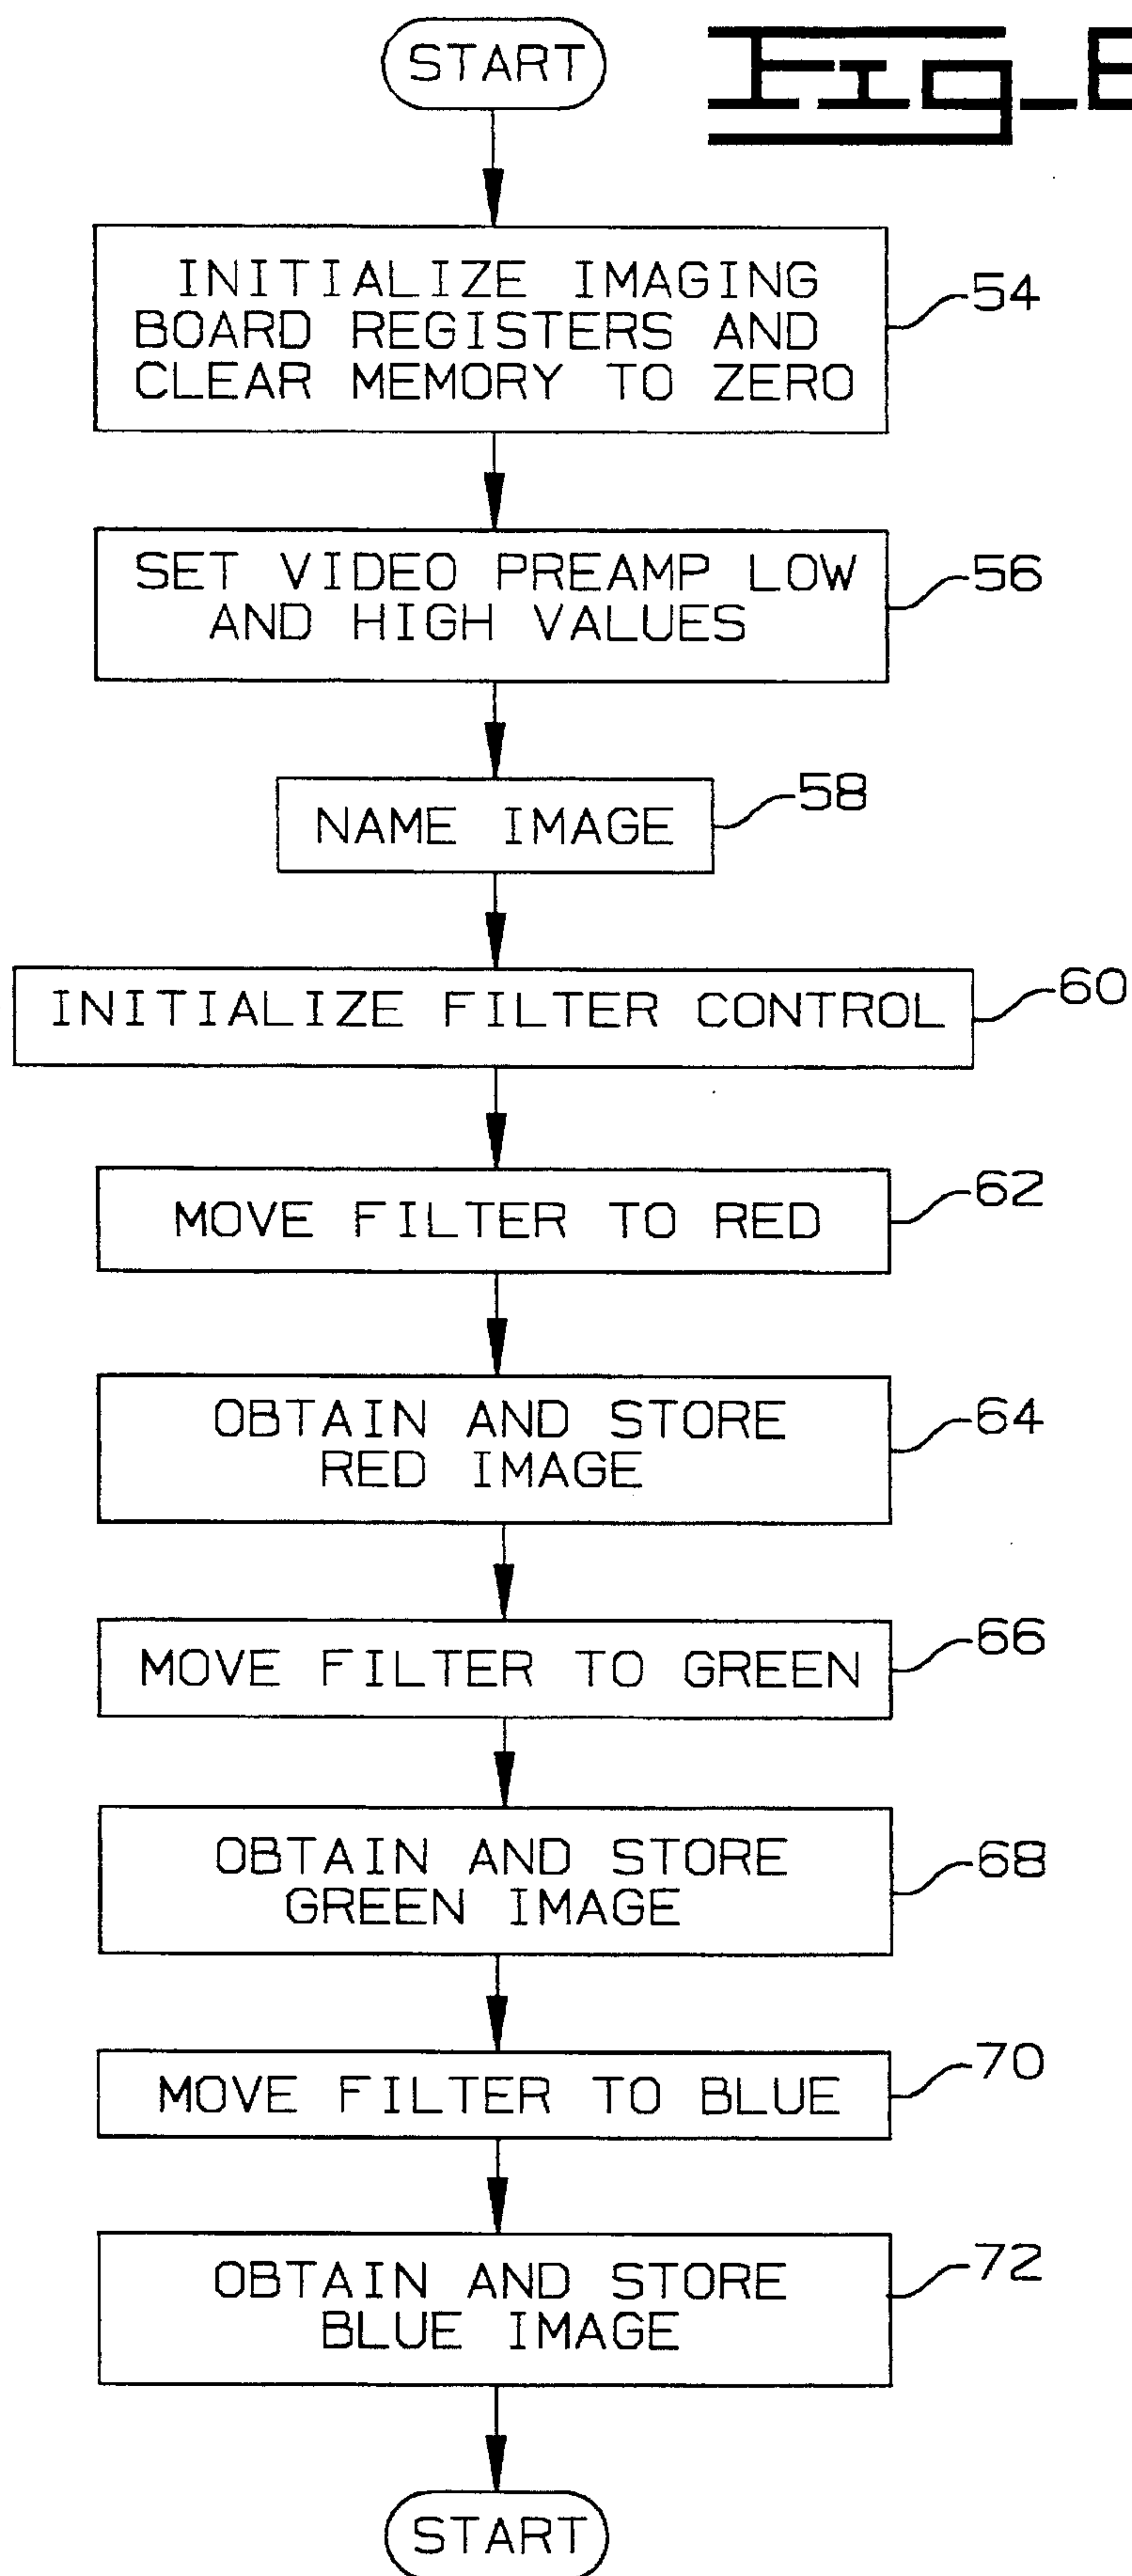 START
INITIALIZE IMAGING
BOARD REGISTERS AND
CLEAR MEMORY TO ZERO
54
SET VIDEO PREAMP LOW
AND HIGH VALUES
56
NAME IMAGE
58
INITIALIZE FILTER CONTROL
60
MOVE FILTER TO RED
62
OBTAIN AND STORE
RED IMAGE
64
MOVE FILTER TO GREEN
66
OBTAIN AND STORE
GREEN IMAGE
68
MOVE FILTER TO BLUE
70
OBTAIN AND STORE
BLUE IMAGE
72
START